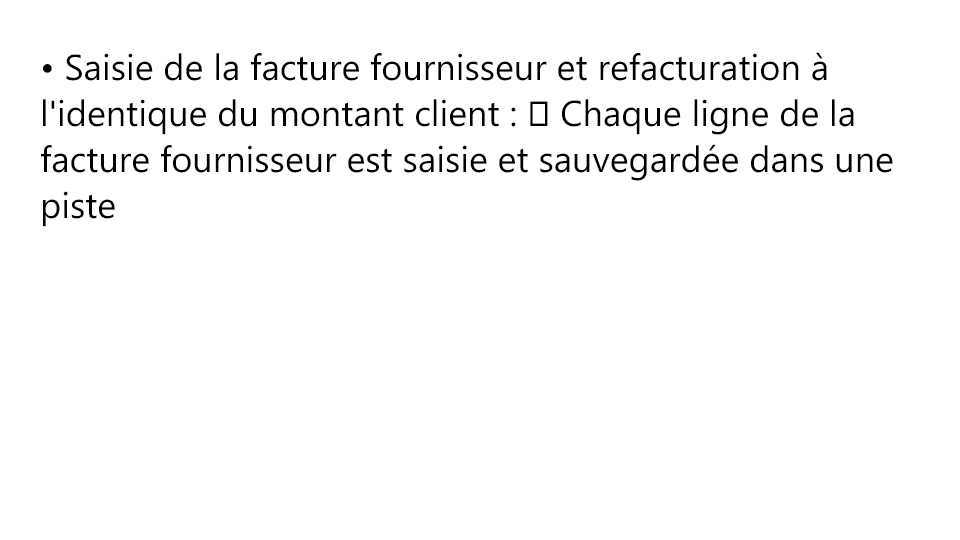 • Saisie de la facture fournisseur et refacturation à
l'identique du montant client : Chaque ligne de la
facture fournisseur est saisie et sauvegardée dans une
piste